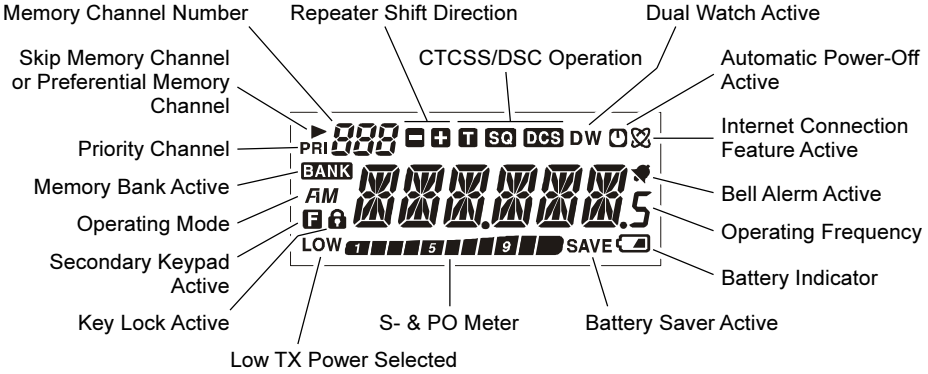 Memory Channel Number
Repeater Shift Direction
Dual Watch Active
Skip Memory Channel
or Preferential Memory
Channel
CTCSS/DSC Operation
Automatic Power-Off
Active
Priority Channel
Internet Connection
Feature Active
Memory Bank Active
Bell Alerm Active
Operating Mode
Operating Frequency
Secondary Keypad
Active
Battery Indicator
Key Lock Active
S- & PO Meter
Battery Saver Active
Low TX Power Selected
PRI 888 - + T SQ DCS DW
BANK
FM
F .5
LOW 1 5 9 SAVE